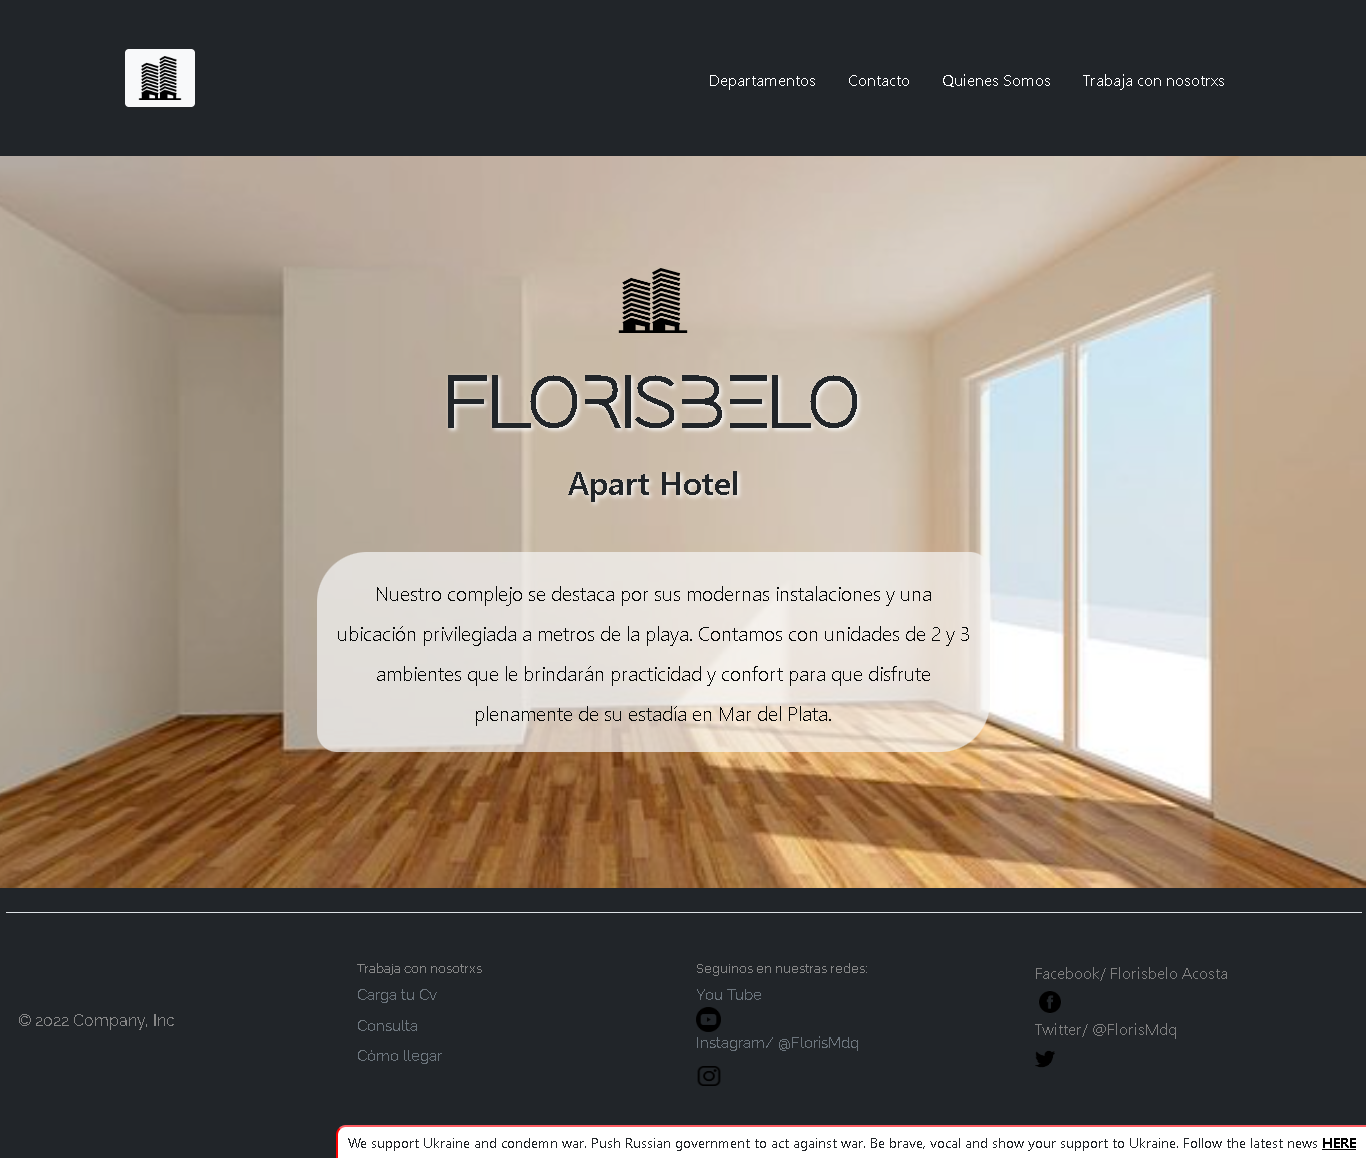 Departamentos
Contacto
Quienes Somos
Trabaja con nosotrxs
FLORISBELO
Apart Hotel
Nuestro complejo se destaca por sus modernas instalaciones y una
ubicación privilegiada a metros de la playa. Contamos con unidades de 2 y 3
ambientes que le brindarán practicidad y confort para que disfrute
plenamente de su estadía en Mar del Plata.
© 2022 Company, Inc
Trabaja con nosotrxs
Carga tu Cv
Consulta
Cómo llegar
Seguinos en nuestras redes:
You Tube
Instagram/ @FlorisMdq
Facebook/ Florisbelo Acosta
Twitter/ @FlorisMdq
We support Ukraine and condemn war. Push Russian government to act against war. Be brave, vocal and show your support to Ukraine. Follow the latest news HERE